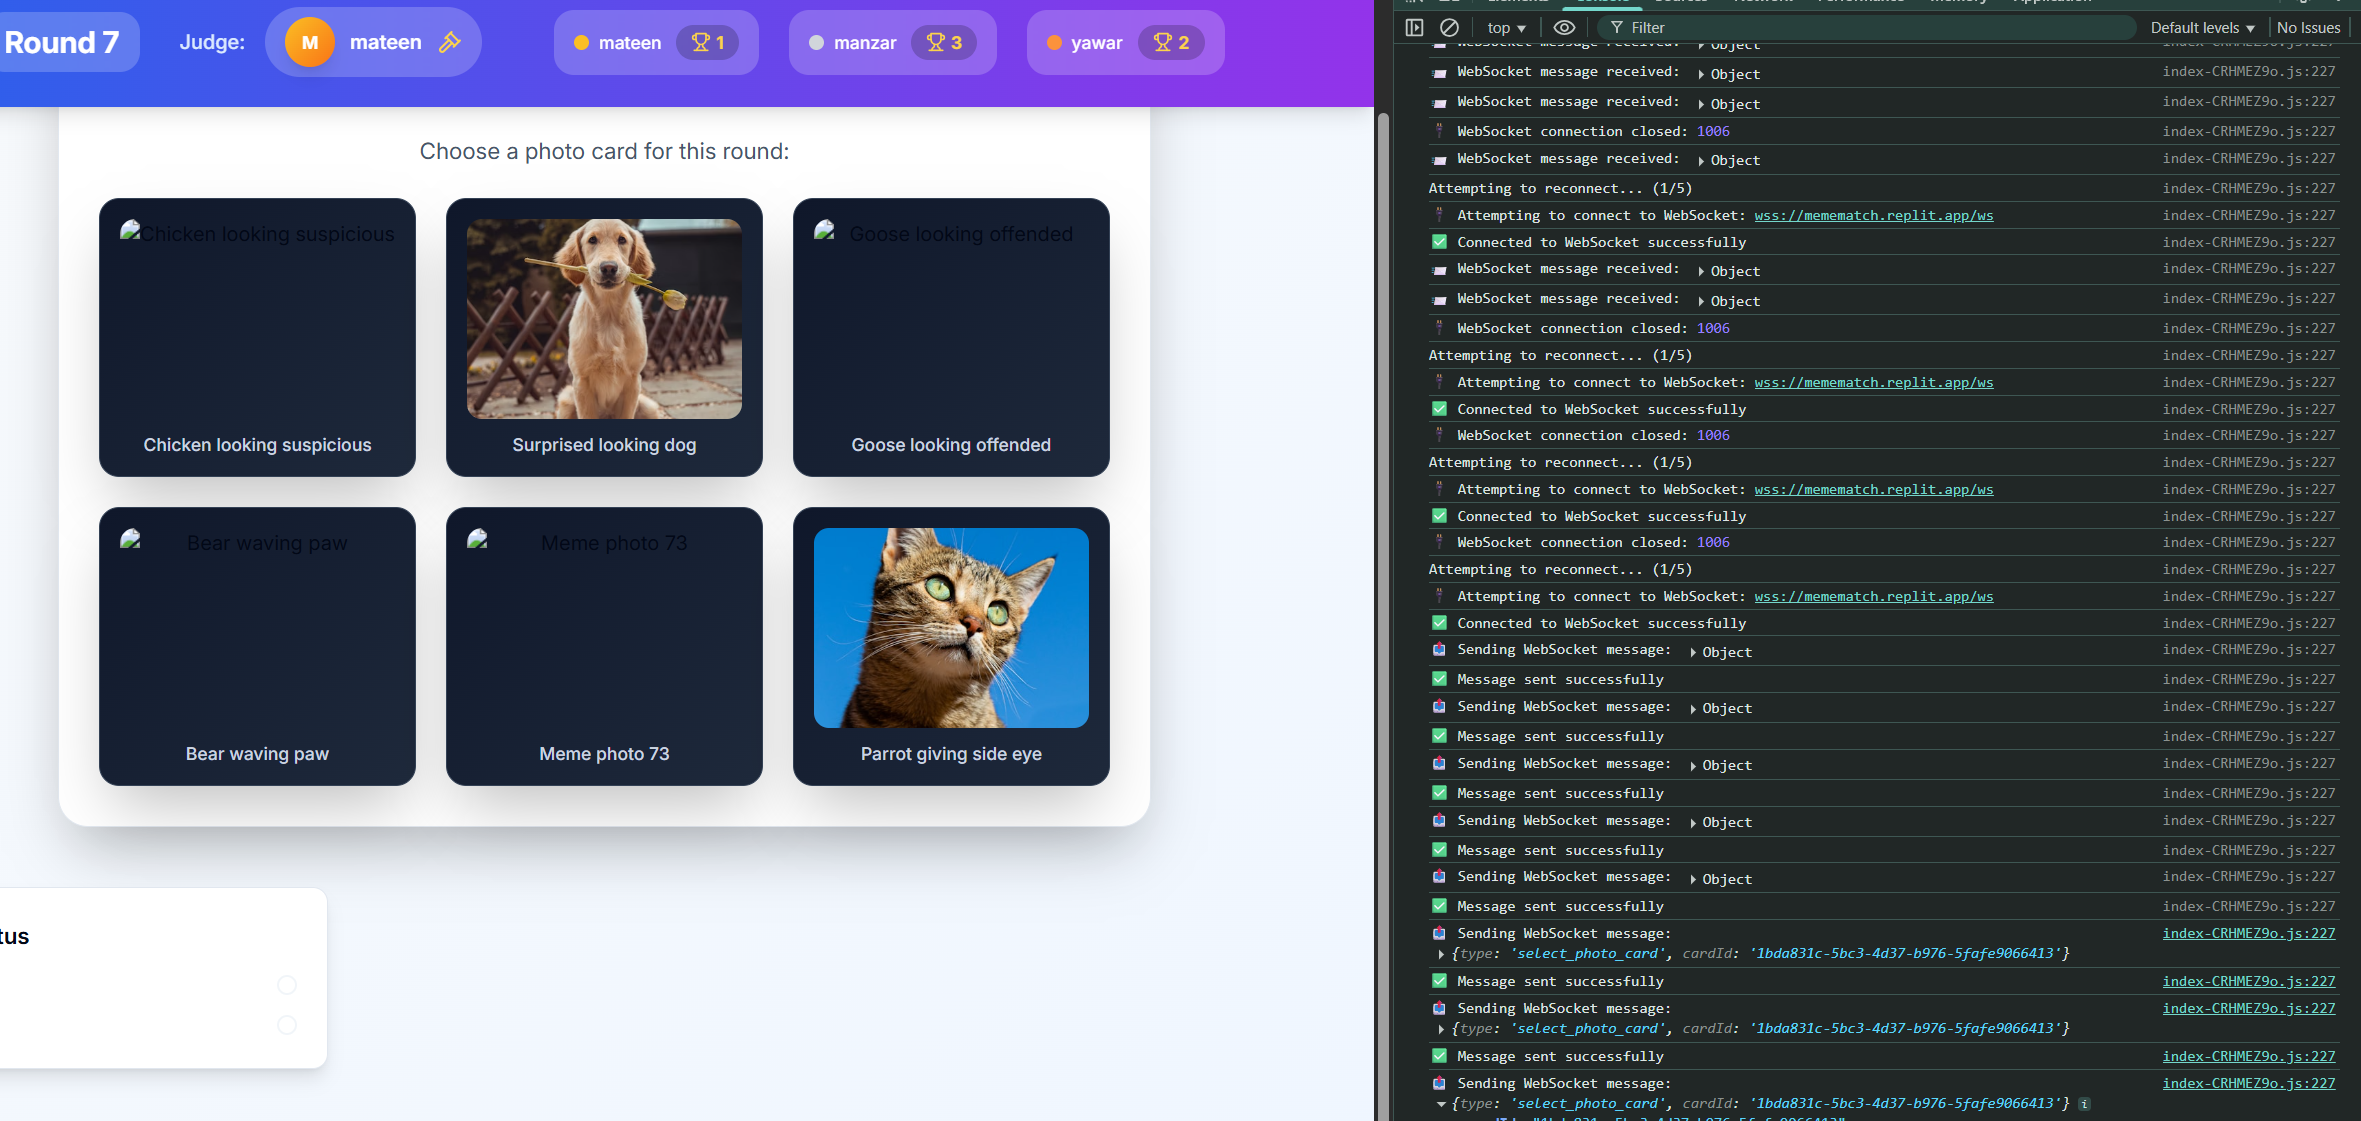 Round 7
Judge:
M
mateen
mateen
1
manzar
3
yawar
2
Choose a photo card for this round:
Chicken looking suspicious
Goose looking offended
Chicken looking suspicious
Surprised looking dog
Goose looking offended
Bear waving paw
Meme photo 73
Bear waving paw
Meme photo 73
Parrot giving side eye
tus
top
Filter
Default levels
No Issues
WebSocket message received: Object index-CRHMEZ9o.js:227
WebSocket message received: Object index-CRHMEZ9o.js:227
WebSocket message received: Object index-CRHMEZ9o.js:227
WebSocket connection closed: 1006 index-CRHMEZ9o.js:227
WebSocket message received: Object index-CRHMEZ9o.js:227
Attempting to reconnect... (1/5) index-CRHMEZ9o.js:227
Attempting to connect to WebSocket: wss://memematch.replit.app/ws index-CRHMEZ9o.js:227
Connected to WebSocket successfully index-CRHMEZ9o.js:227
WebSocket message received: Object index-CRHMEZ9o.js:227
WebSocket message received: Object index-CRHMEZ9o.js:227
WebSocket connection closed: 1006 index-CRHMEZ9o.js:227
Attempting to reconnect... (1/5) index-CRHMEZ9o.js:227
Attempting to connect to WebSocket: wss://memematch.replit.app/ws index-CRHMEZ9o.js:227
Connected to WebSocket successfully index-CRHMEZ9o.js:227
WebSocket connection closed: 1006 index-CRHMEZ9o.js:227
Attempting to reconnect... (1/5) index-CRHMEZ9o.js:227
Attempting to connect to WebSocket: wss://memematch.replit.app/ws index-CRHMEZ9o.js:227
Connected to WebSocket successfully index-CRHMEZ9o.js:227
WebSocket connection closed: 1006 index-CRHMEZ9o.js:227
Attempting to reconnect... (1/5) index-CRHMEZ9o.js:227
Attempting to connect to WebSocket: wss://memematch.replit.app/ws index-CRHMEZ9o.js:227
Connected to WebSocket successfully index-CRHMEZ9o.js:227
Sending WebSocket message: Object index-CRHMEZ9o.js:227
Message sent successfully index-CRHMEZ9o.js:227
Sending WebSocket message: Object index-CRHMEZ9o.js:227
Message sent successfully index-CRHMEZ9o.js:227
Sending WebSocket message: Object index-CRHMEZ9o.js:227
Message sent successfully index-CRHMEZ9o.js:227
Sending WebSocket message: Object index-CRHMEZ9o.js:227
Message sent successfully index-CRHMEZ9o.js:227
Sending WebSocket message: Object index-CRHMEZ9o.js:227
Message sent successfully index-CRHMEZ9o.js:227
Sending WebSocket message: index-CRHMEZ9o.js:227
{type: 'select_photo_card', cardId: '1bda831c-5bc3-4d37-b976-5fafe9066413'}
Message sent successfully index-CRHMEZ9o.js:227
Sending WebSocket message: index-CRHMEZ9o.js:227
{type: 'select_photo_card', cardId: '1bda831c-5bc3-4d37-b976-5fafe9066413'}
Message sent successfully index-CRHMEZ9o.js:227
Sending WebSocket message: index-CRHMEZ9o.js:227
{type: 'select_photo_card', cardId: '1bda831c-5bc3-4d37-b976-5fafe9066413'}